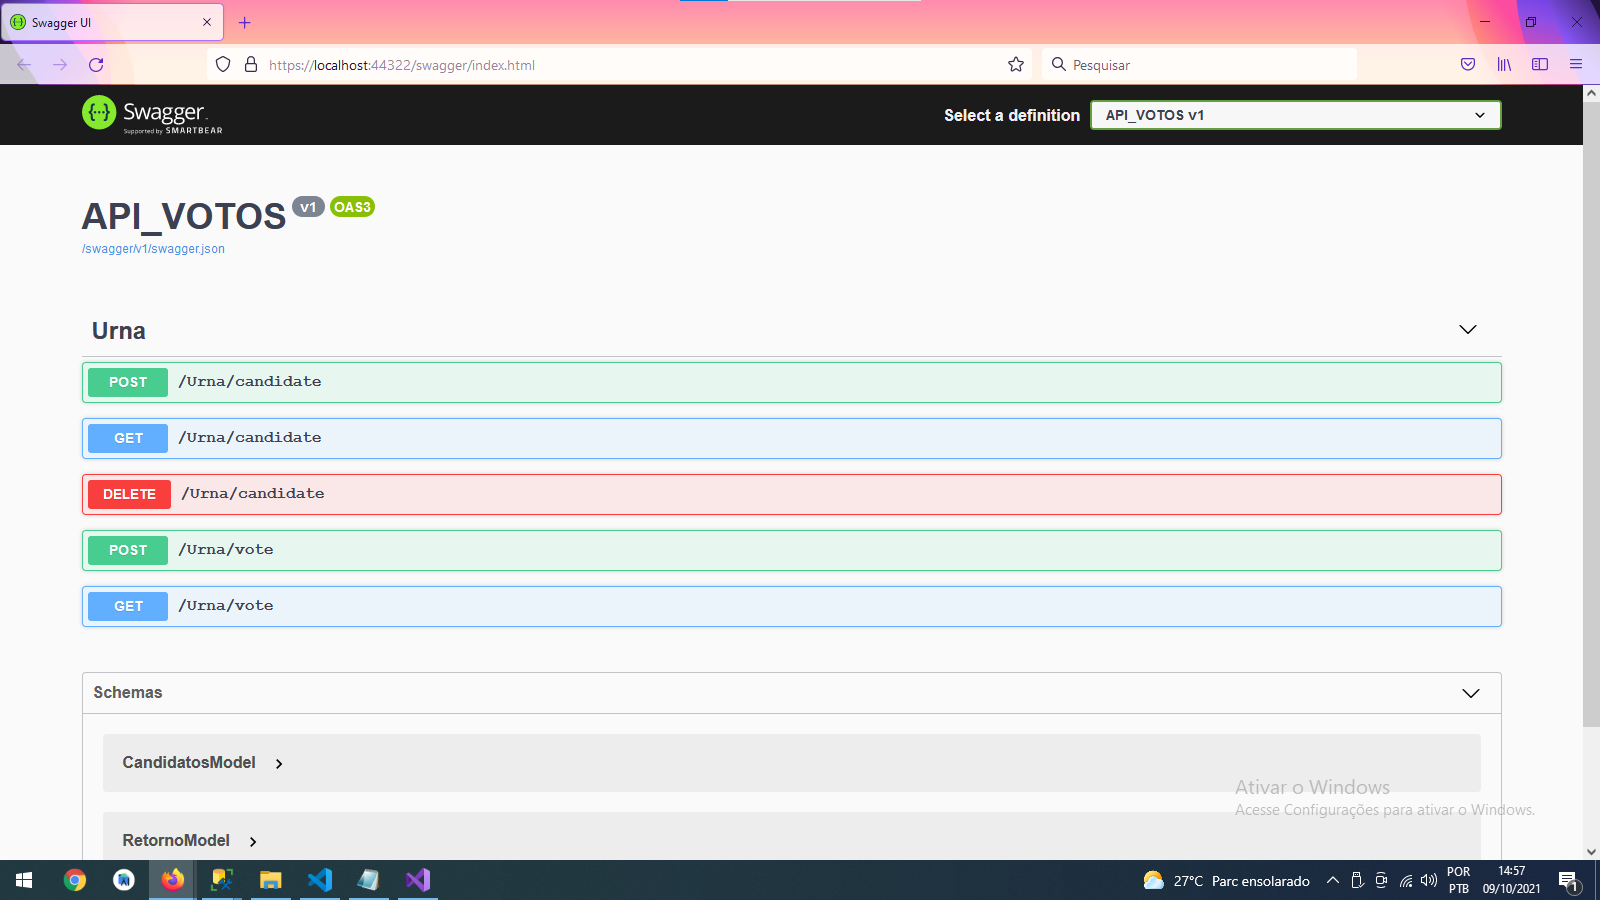 Swagger UI
https://localhost:44322/swagger/index.html
Pesquisar
Swagger
Supported by SMARTBEAR
Select a definition
API_VOTOS v1
API_VOTOS v1 OAS3
/swagger/v1/swagger.json
Urna
POST /Urna/candidate
GET /Urna/candidate
DELETE /Urna/candidate
POST /Urna/vote
GET /Urna/vote
Schemas
CandidatosModel
RetornoModel
Ativar o Windows
Acesse Configurações para ativar o Windows.
27°C Parc ensolarado
POR
PTB
14:57
09/10/2021
1